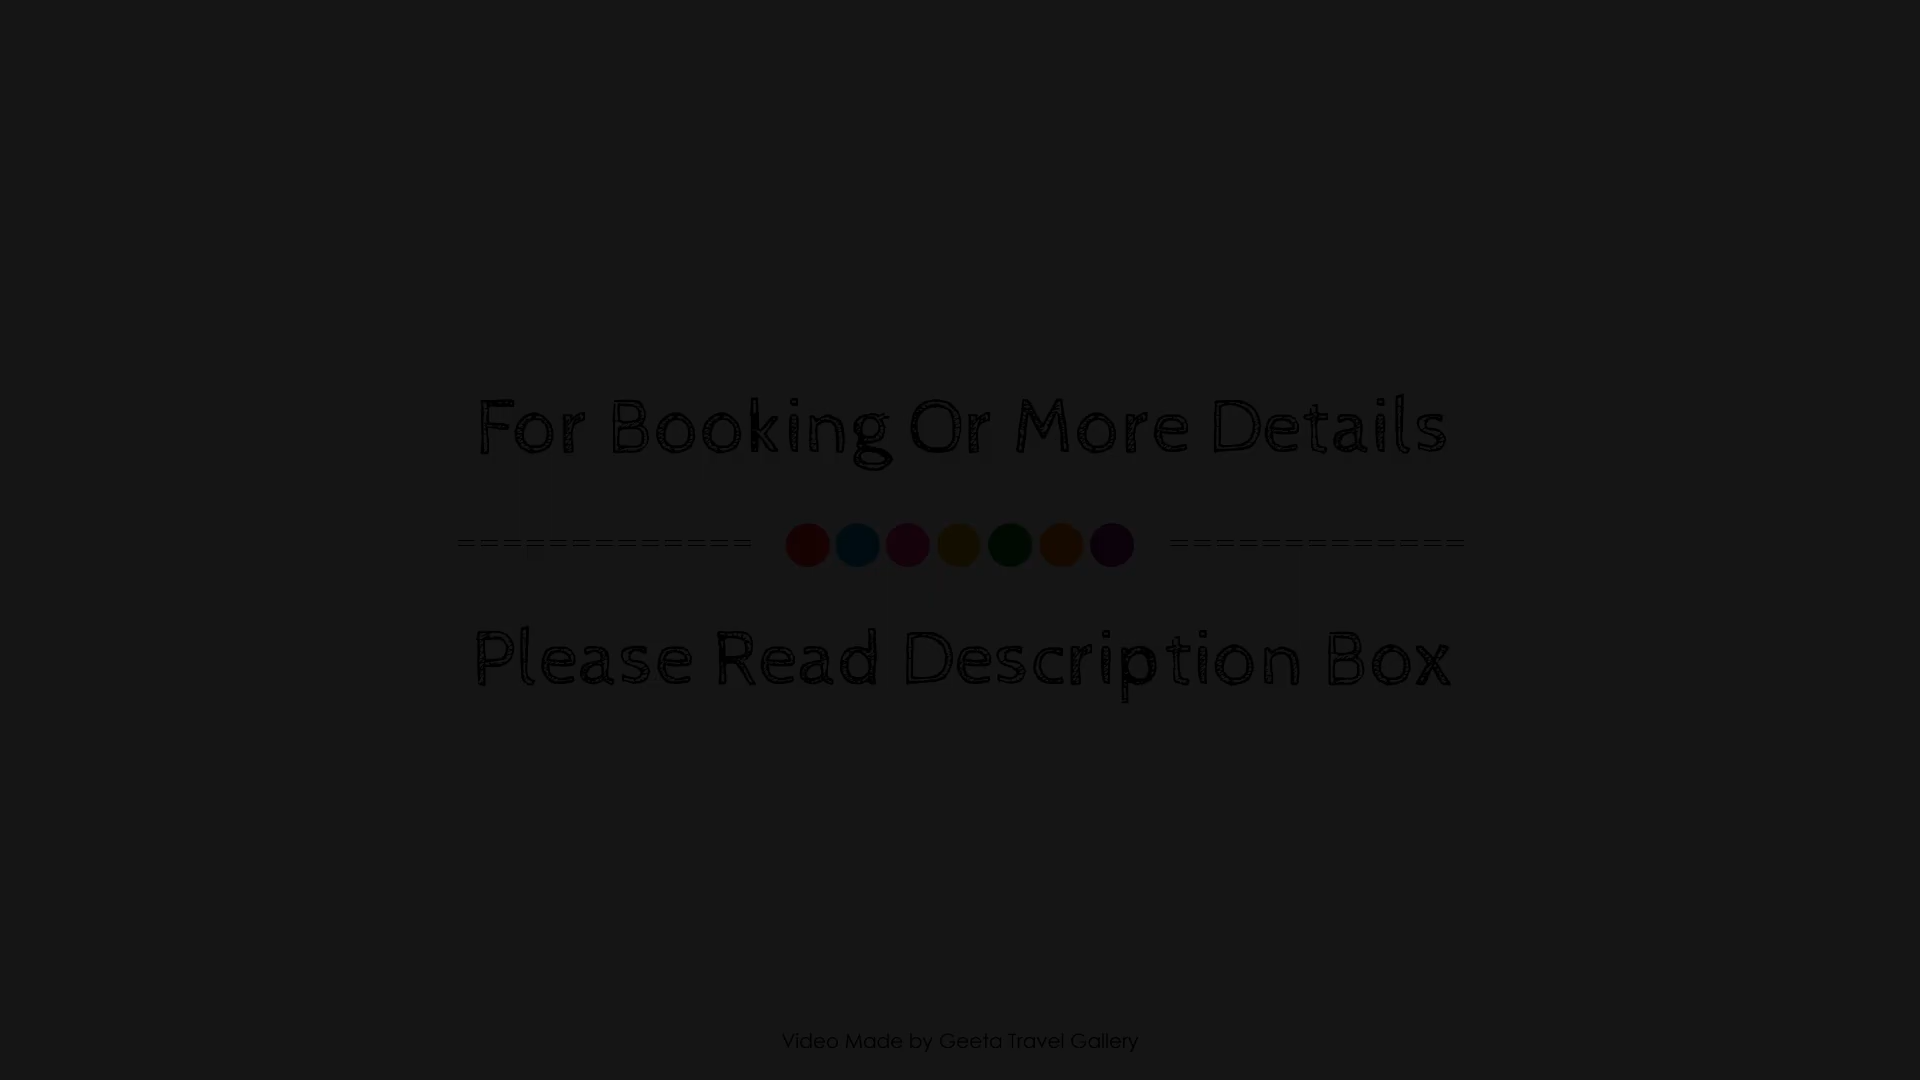 For Booking Or More Details
============= =============
Please Read Description Box
Video Made by Geeta Travel Gallery